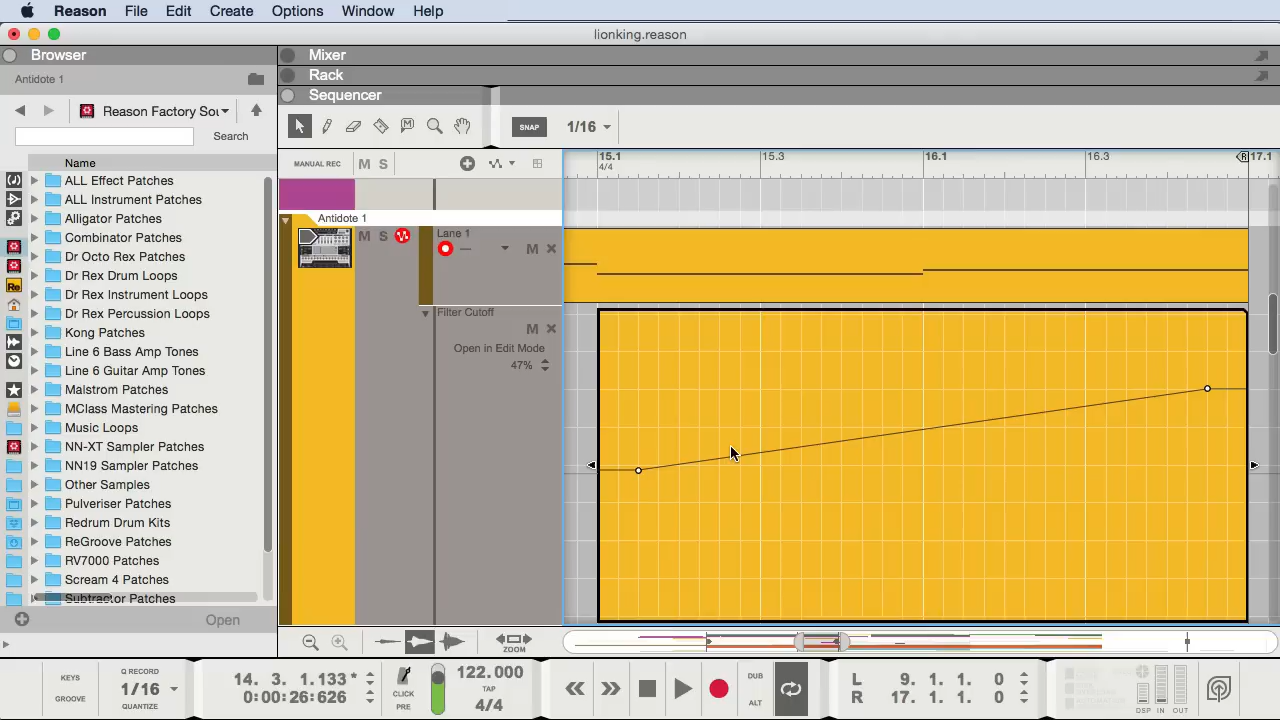 Reason File Edit Create Options Window Help
lionking.reason
Browser
Mixer
Antidote 1
Rack
Sequencer
Reason Factory Sou
Search
SNAP
1/16
Name
MANUAL REC M S
15.1
4/4
15.3
16.1
16.3
R
17.1
ALL Effect Patches
ALL Instrument Patches
Alligator Patches
Combinator Patches
Dr Octo Rex Patches
Dr Rex Drum Loops
Dr Rex Instrument Loops
Dr Rex Percussion Loops
Kong Patches
Line 6 Bass Amp Tones
Line 6 Guitar Amp Tones
Malstrom Patches
MClass Mastering Patches
Music Loops
NN-XT Sampler Patches
NN19 Sampler Patches
Other Samples
Pulveriser Patches
Redrum Drum Kits
ReGroove Patches
RV7000 Patches
Scream 4 Patches
Subtractor Patches
Open
Re
Antidote 1
M S
Lane 1
M
Filter Cutoff
M
Open in Edit Mode
47%
ZOOM
KEYS
GROOVE
Q RECORD
1/16
QUANTIZE
14. 3. 1.133 *
0:00:26:626
CLICK
PRE
122.000
TAP
4/4
DUB
ALT
L 9. 1. 1. 0
R 17. 1. 1. 0
DSP IN OUT